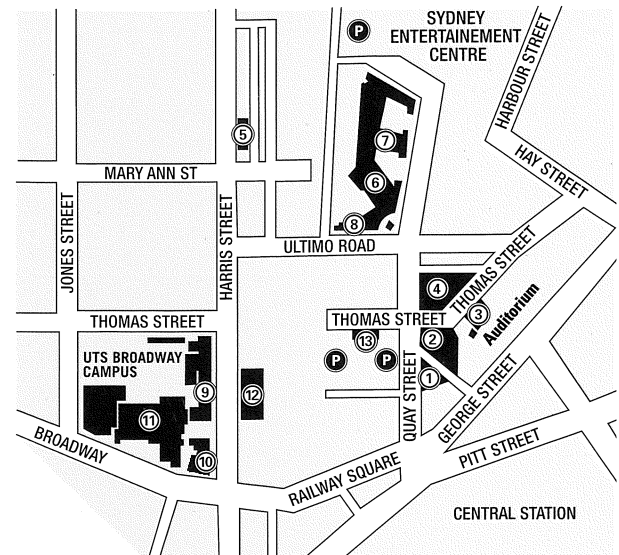 P
SYDNEY
ENTERTAINEMENT
CENTRE
HARBOUR STREET
5
7
HAY STREET
MARY ANN ST
6
JONES STREET
HARRIS STREET
8
ULTIMO ROAD
4
THOMAS STREET
3
Auditorium
THOMAS STREET
THOMAS STREET
2
13
UTS BROADWAY
CAMPUS
P
P
1
9
12
QUAY STREET
GEORGE STREET
11
BROADWAY
10
RAILWAY SQUARE
PITT STREET
CENTRAL STATION